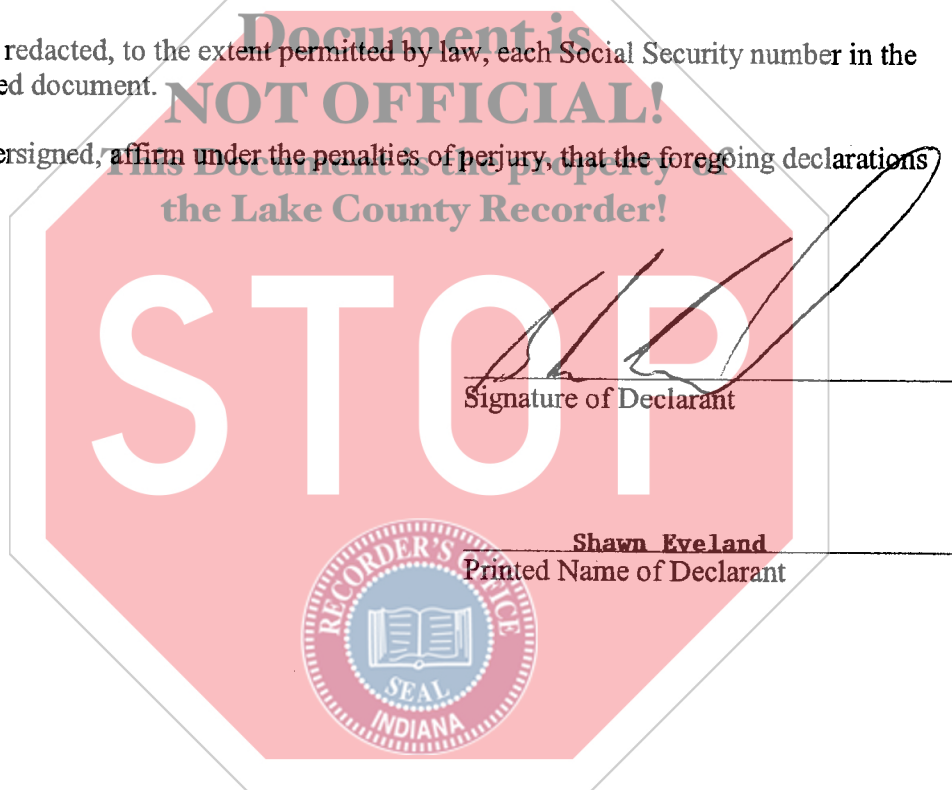 Document is
redacted, to the extent permitted by law, each Social Security number in the
ed document.
NOT OFFICIAL!
ersigned, affirm under the penalties of perjury, that the foregoing declarations
This Document is the property of
the Lake County Recorder!
STOP
Signature of Declarant
Shawn Eveland
Printed Name of Declarant
RECORDER'S OFFICE
SEAL
INDIANA